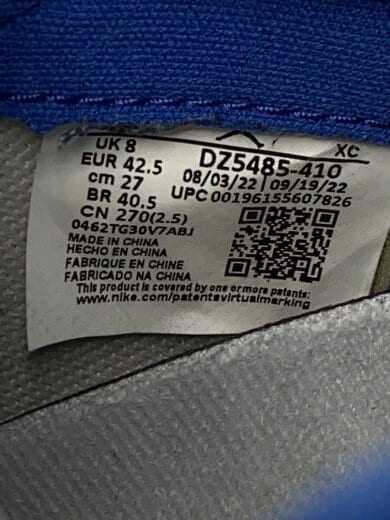 XC
UK 8
EUR 42.5
cm 27
BR 40.5
CN 270(2.5)
DZ5485-410
08/03/22 | 09/19/22
UPC 00196155607826
0462TG30V7ABJ
MADE IN CHINA
HECHO EN CHINA
FABRIQUE EN CHINE
FABRICADO NA CHINA
This product is covered by one or more patents:
www.nike.com/patentsvirtualmarking